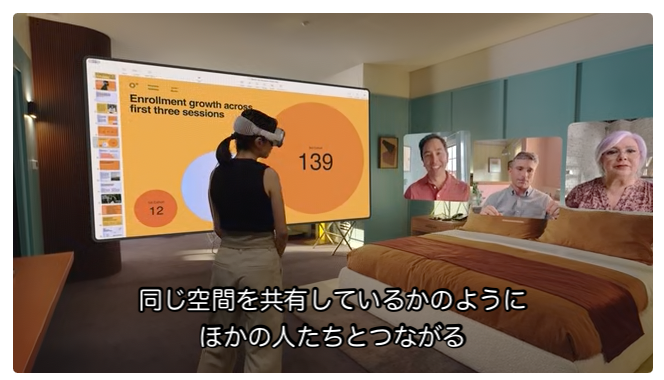 Enrollment growth across
first three sessions
139
12
同じ空間を共有しているかのように
ほかの人たちとつながる